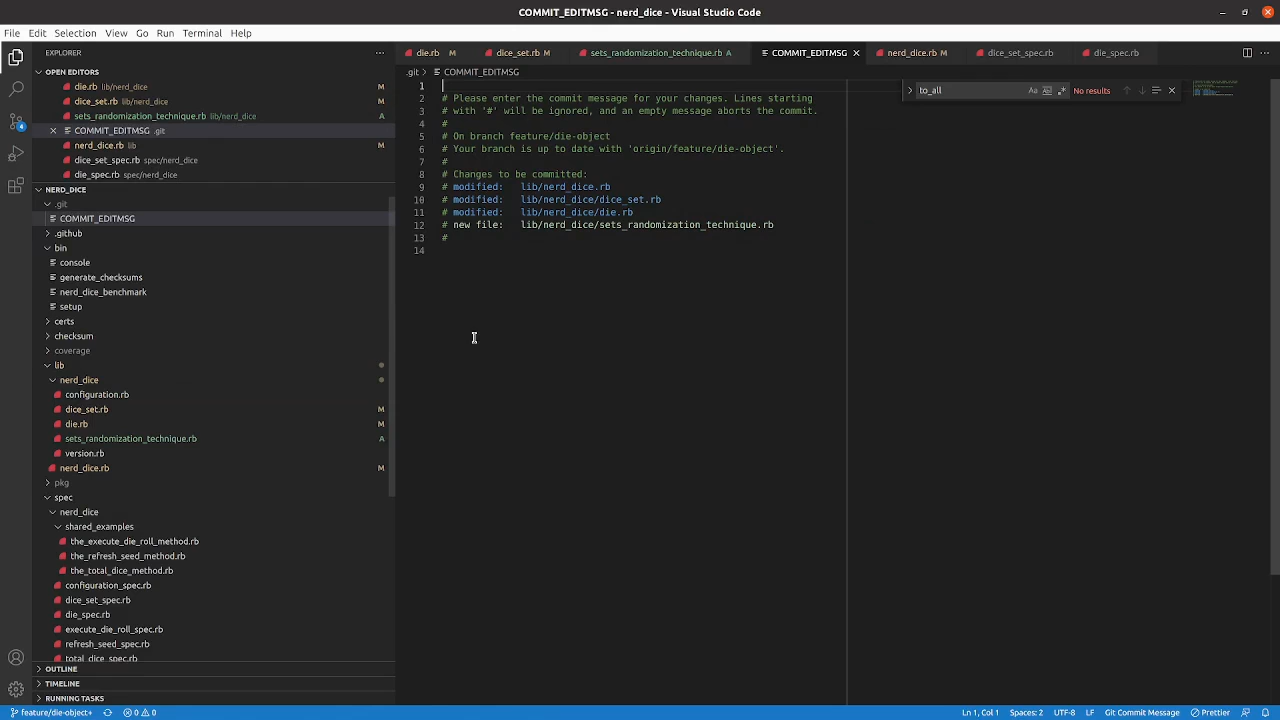 COMMIT_EDITMSG - nerd_dice - Visual Studio Code
File Edit Selection View Go Run Terminal Help
EXPLORER
die.rb M dice_set.rb M sets_randomization_technique.rb A COMMIT_EDITMSG nerd_dice.rb M dice_set_spec.rb die_spec.rb
OPEN EDITORS
die.rb lib/nerd_dice M
dice_set.rb lib/nerd_dice M
sets_randomization_technique.rb lib/nerd_dice A
COMMIT_EDITMSG .git
nerd_dice.rb lib M
dice_set_spec.rb spec/nerd_dice
die_spec.rb spec/nerd_dice
NERD_DICE
.git
COMMIT_EDITMSG
.github
bin
console
generate_checksums
nerd_dice_benchmark
setup
certs
checksum
coverage
lib
nerd_dice
configuration.rb
dice_set.rb M
die.rb M
sets_randomization_technique.rb A
version.rb
nerd_dice.rb M
pkg
spec
nerd_dice
shared_examples
the_execute_die_roll_method.rb
the_refresh_seed_method.rb
the_total_dice_method.rb
configuration_spec.rb
dice_set_spec.rb
die_spec.rb
execute_die_roll_spec.rb
refresh_seed_spec.rb
total_dice_spec.rb
OUTLINE
TIMELINE
RUNNING TASKS
.git > COMMIT_EDITMSG
to_all Aa ab .* No results
1
2 # Please enter the commit message for your changes. Lines starting
3 # with '#' will be ignored, and an empty message aborts the commit.
4 #
5 # On branch feature/die-object
6 # Your branch is up to date with 'origin/feature/die-object'.
7 #
8 # Changes to be committed:
9 # modified: lib/nerd_dice.rb
10 # modified: lib/nerd_dice/dice_set.rb
11 # modified: lib/nerd_dice/die.rb
12 # new file: lib/nerd_dice/sets_randomization_technique.rb
13 #
14
4
feature/die-object+ 0 0 Ln 1, Col 1 Spaces: 2 UTF-8 LF Git Commit Message Prettier